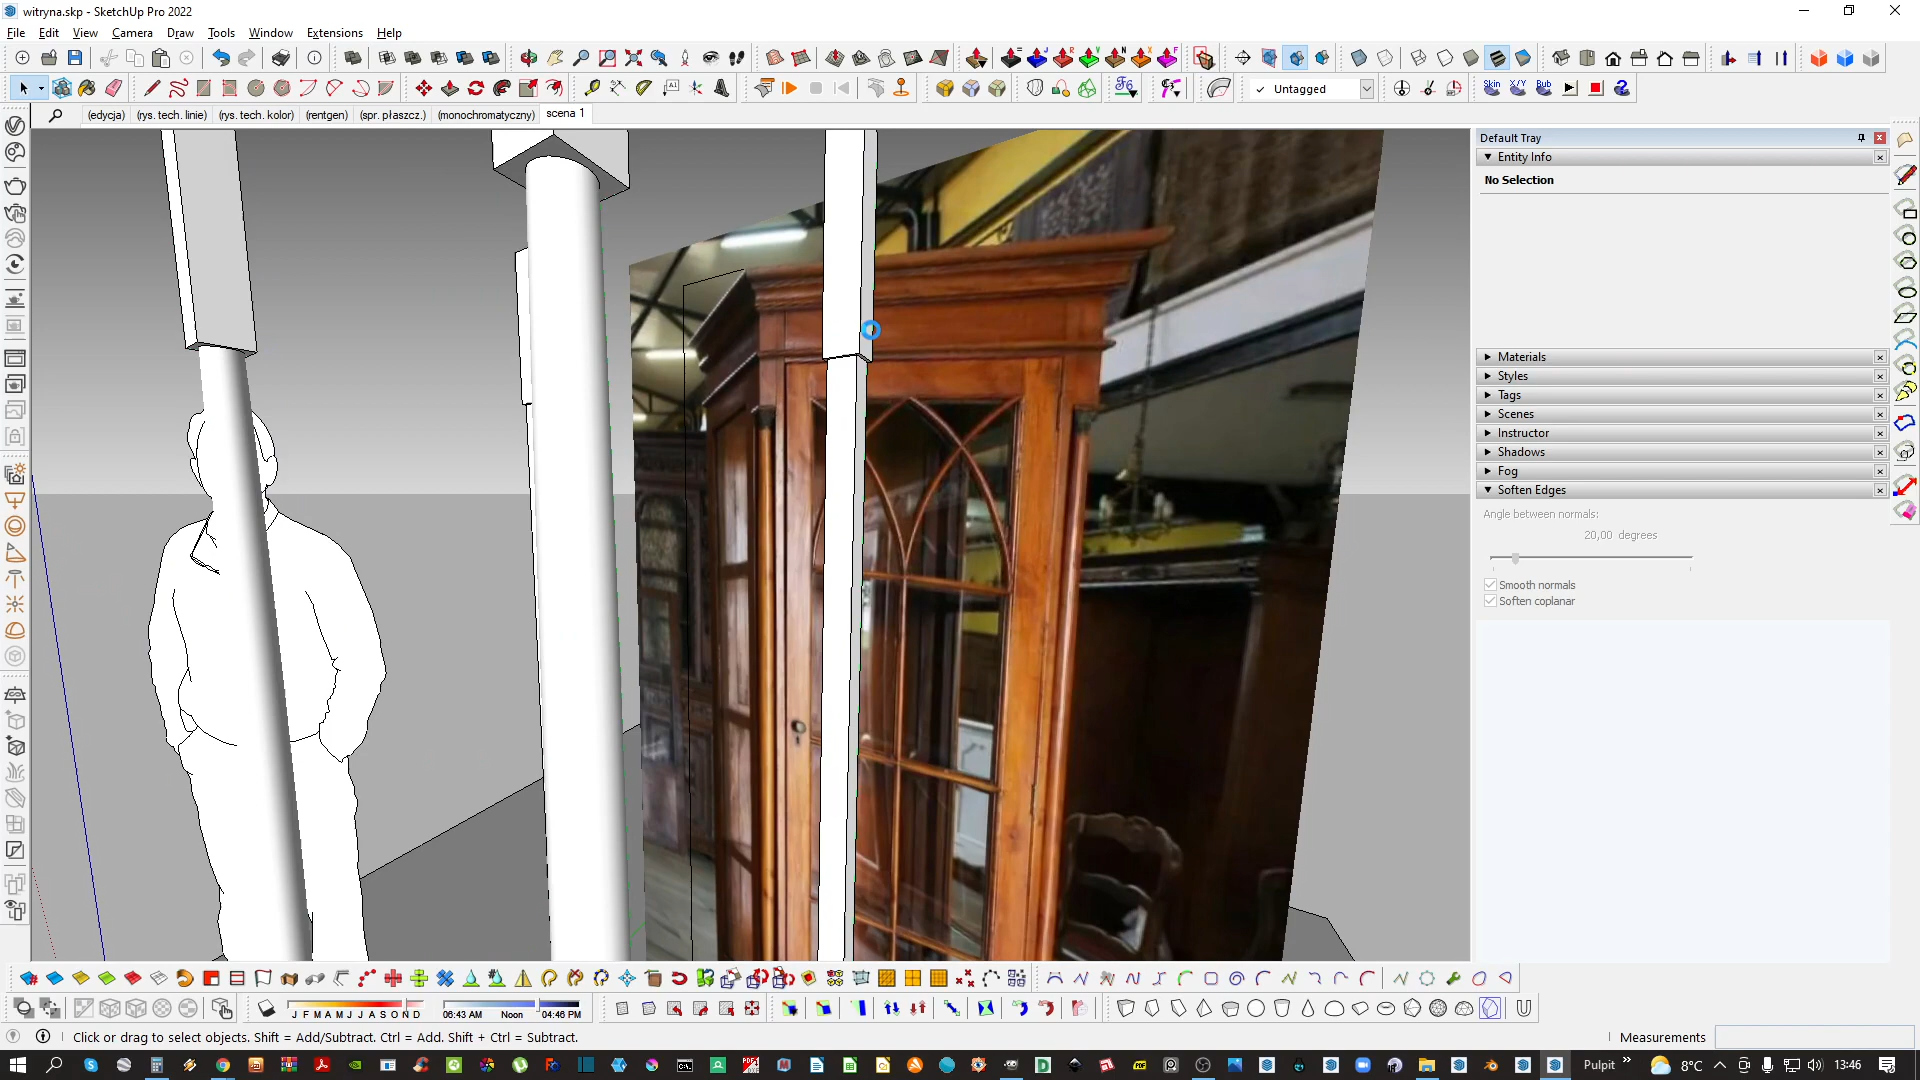 witryna.skp - SketchUp Pro 2022
File Edit View Camera Draw Tools Window Extensions Help
Untagged
Skin X/Y Bub
(edycja) (rys. tech. linie) (rys. tech. kolor) (rentgen) (spr. płaszcz.) (monochromatyczny) scena 1
Default Tray
Entity Info
No Selection
Materials
Styles
Tags
Scenes
Instructor
Shadows
Fog
Soften Edges
Angle between normals:
20,00 degrees
Smooth normals
Soften coplanar
J F M A M J J A S O N D 06:43 AM Noon 04:46 PM
Click or drag to select objects. Shift = Add/Subtract. Ctrl = Add. Shift + Ctrl = Subtract.
Measurements
Pulpit 8°C 13:46